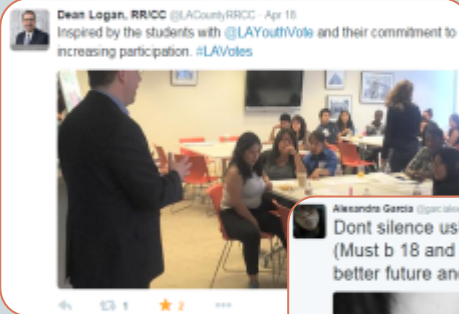 Dean Logan, RR/CC @LACountyRRCC · Apr 18
Inspired by the students with @LAYouthVote and their commitment to
increasing participation. #LAVotes
1 2
Alexandra Garcia
Dont silence us
(Must b 18 and
better future an